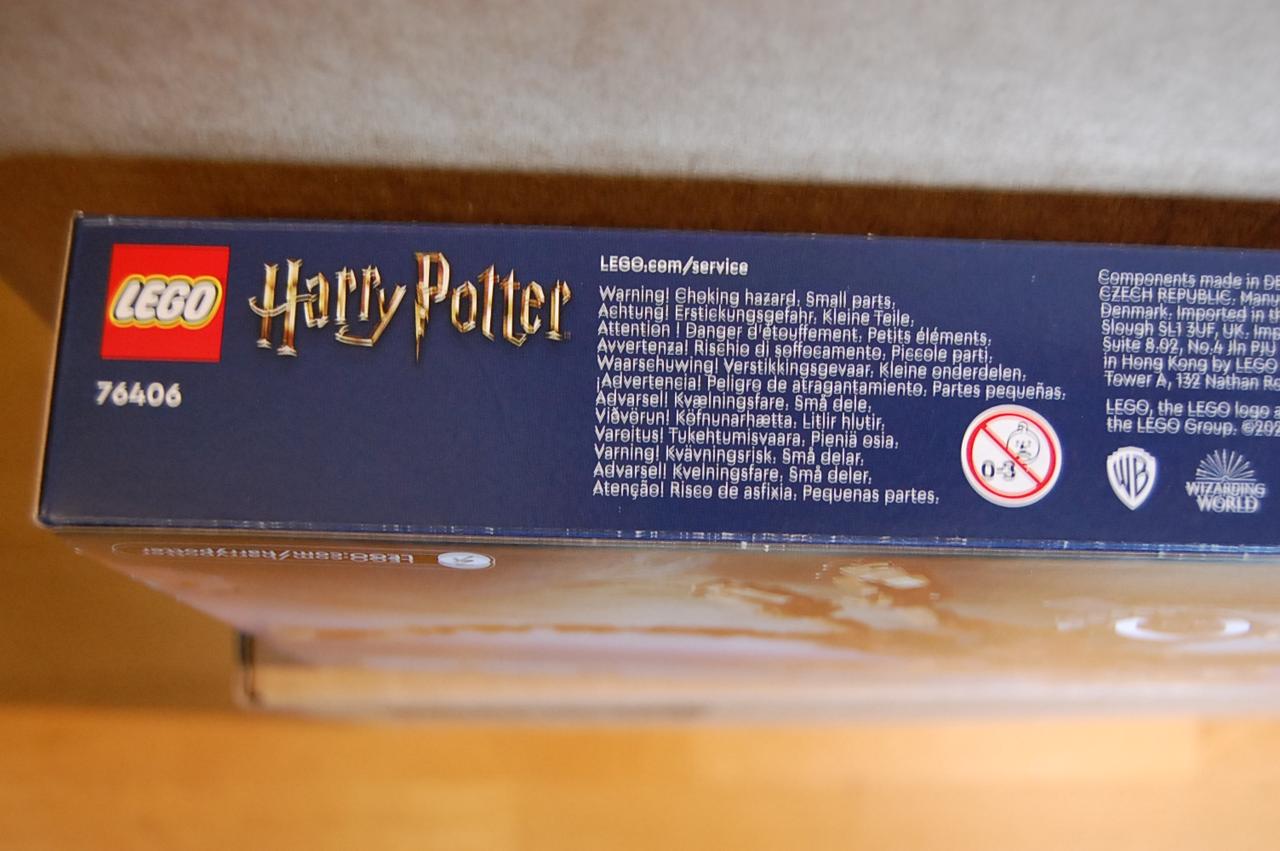 LEGO
Harry Potter
76406
LEGO.com/service
Warning! Choking hazard. Small parts.
Achtung! Erstickungsgefahr. Kleine Teile.
Attention ! Danger d'étouffement. Petits éléments.
Avvertenza! Rischio di soffocamento. Piccole parti.
Waarschuwing! Verstikkingsgevaar. Kleine onderdelen.
¡Advertencia! Peligro de atragantamiento. Partes pequeñas.
Advarsel! Kvælningsfare. Små dele.
Viðvörun! Köfnunarhætta. Litlir hlutir.
Varoitus! Tukehtumisvaara. Pieniä osia.
Varning! Kvävningsrisk. Små delar.
Advarsel! Kvelningsfare. Små deler.
Atenção! Risco de asfixia. Pequenas partes.
0-3
Components made in
CZECH REPUBLIC.
Denmark. Imported in
Slough SL1 3UF, UK.
Suite 8.02, No.4 Jln PJU
in Hong Kong by LEGO
Tower A, 132 Nathan
LEGO, the LEGO logo
the LEGO Group.
WB
WIZARDING
WORLD
LEGO.com/harrypotter